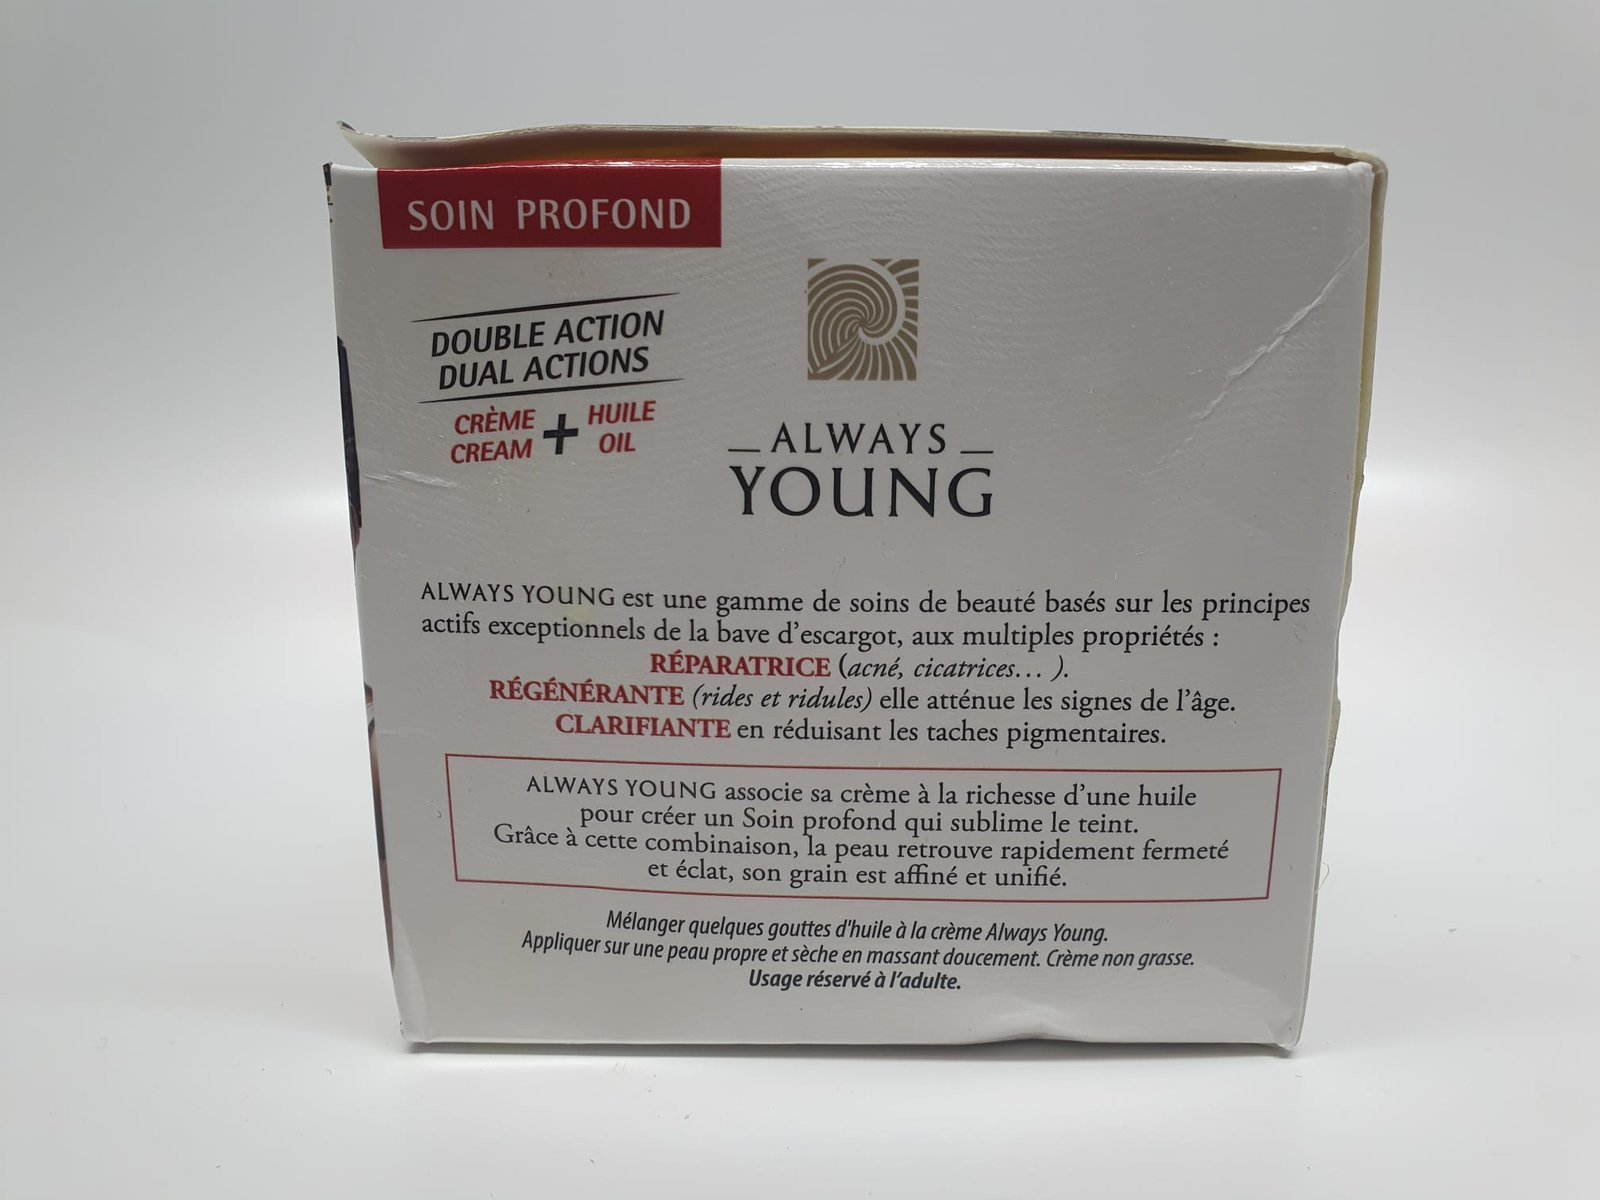 SOIN PROFOND
DOUBLE ACTION
DUAL ACTIONS
CRÈME + HUILE
CREAM OIL
ALWAYS
YOUNG
ALWAYS YOUNG est une gamme de soins de beauté basés sur les principes
actifs exceptionnels de la bave d'escargot, aux multiples propriétés :
RÉPARATRICE (acné, cicatrices... ).
RÉGÉNÉRANTE (rides et ridules) elle atténue les signes de l'âge.
CLARIFIANTE en réduisant les taches pigmentaires.
ALWAYS YOUNG associe sa crème à la richesse d'une huile
pour créer un Soin profond qui sublime le teint.
Grâce à cette combinaison, la peau retrouve rapidement fermeté
et éclat, son grain est affiné et unifié.
Mélanger quelques gouttes d'huile à la crème Always Young.
Appliquer sur une peau propre et sèche en massant doucement. Crème non grasse.
Usage réservé à l'adulte.